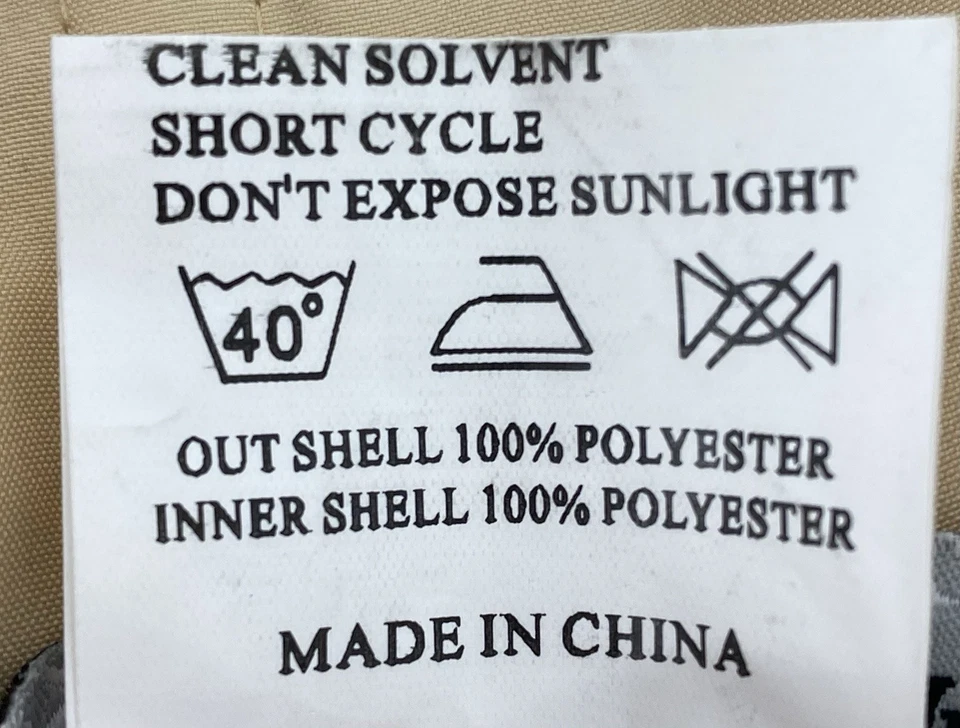 CLEAN SOLVENT
SHORT CYCLE
DON'T EXPOSE SUNLIGHT
40°
OUT SHELL 100% POLYESTER
INNER SHELL 100% POLYESTER
MADE IN CHINA